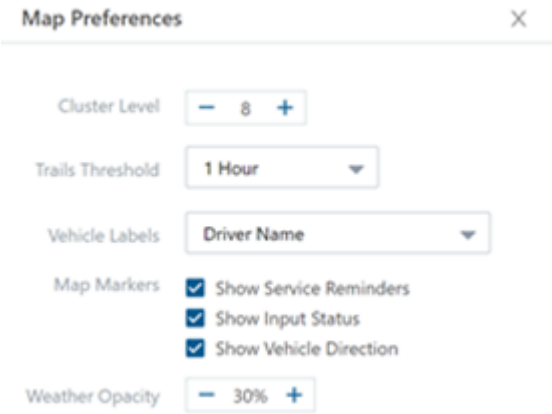 Map Preferences
Cluster Level − 8 +
Trails Threshold 1 Hour
Vehicle Labels Driver Name
Map Markers Show Service Reminders
Show Input Status
Show Vehicle Direction
Weather Opacity − 30% +